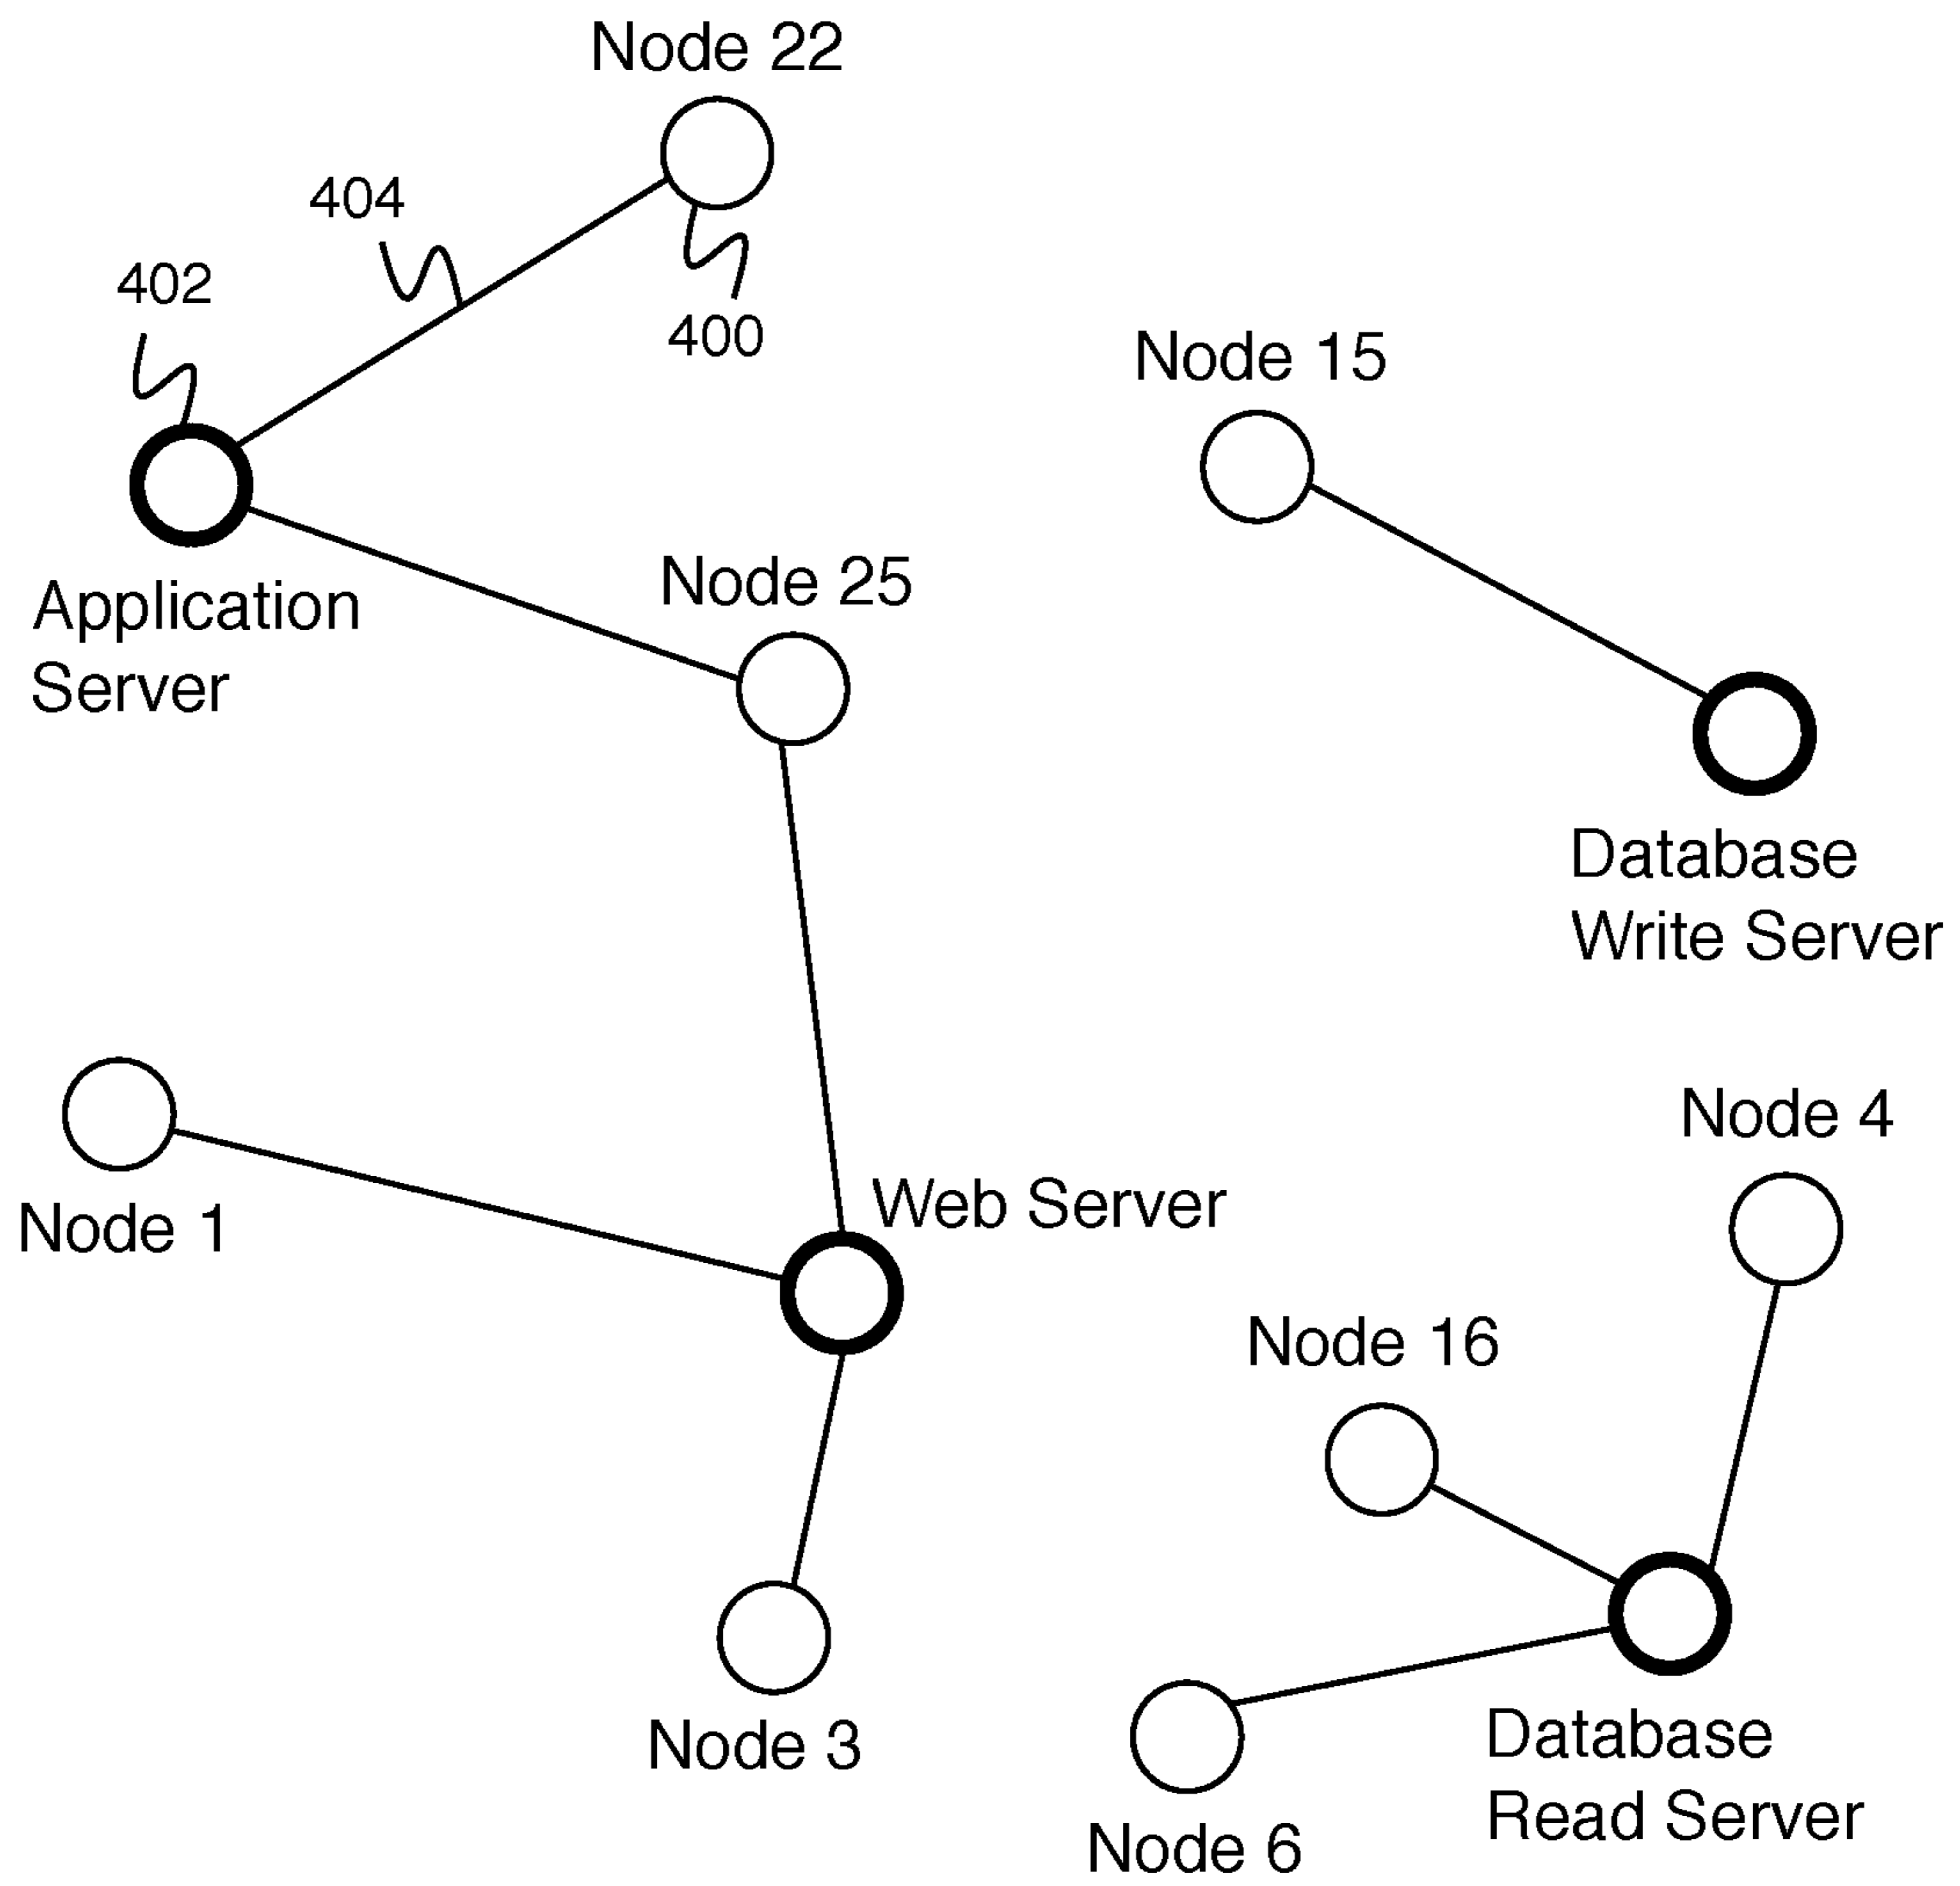 Node 22
404
402
400
Node 15
Node 25
Application
Server
Database
Write Server
Node 4
Web Server
Node 1
Node 16
Node 3
Database
Read Server
Node 6